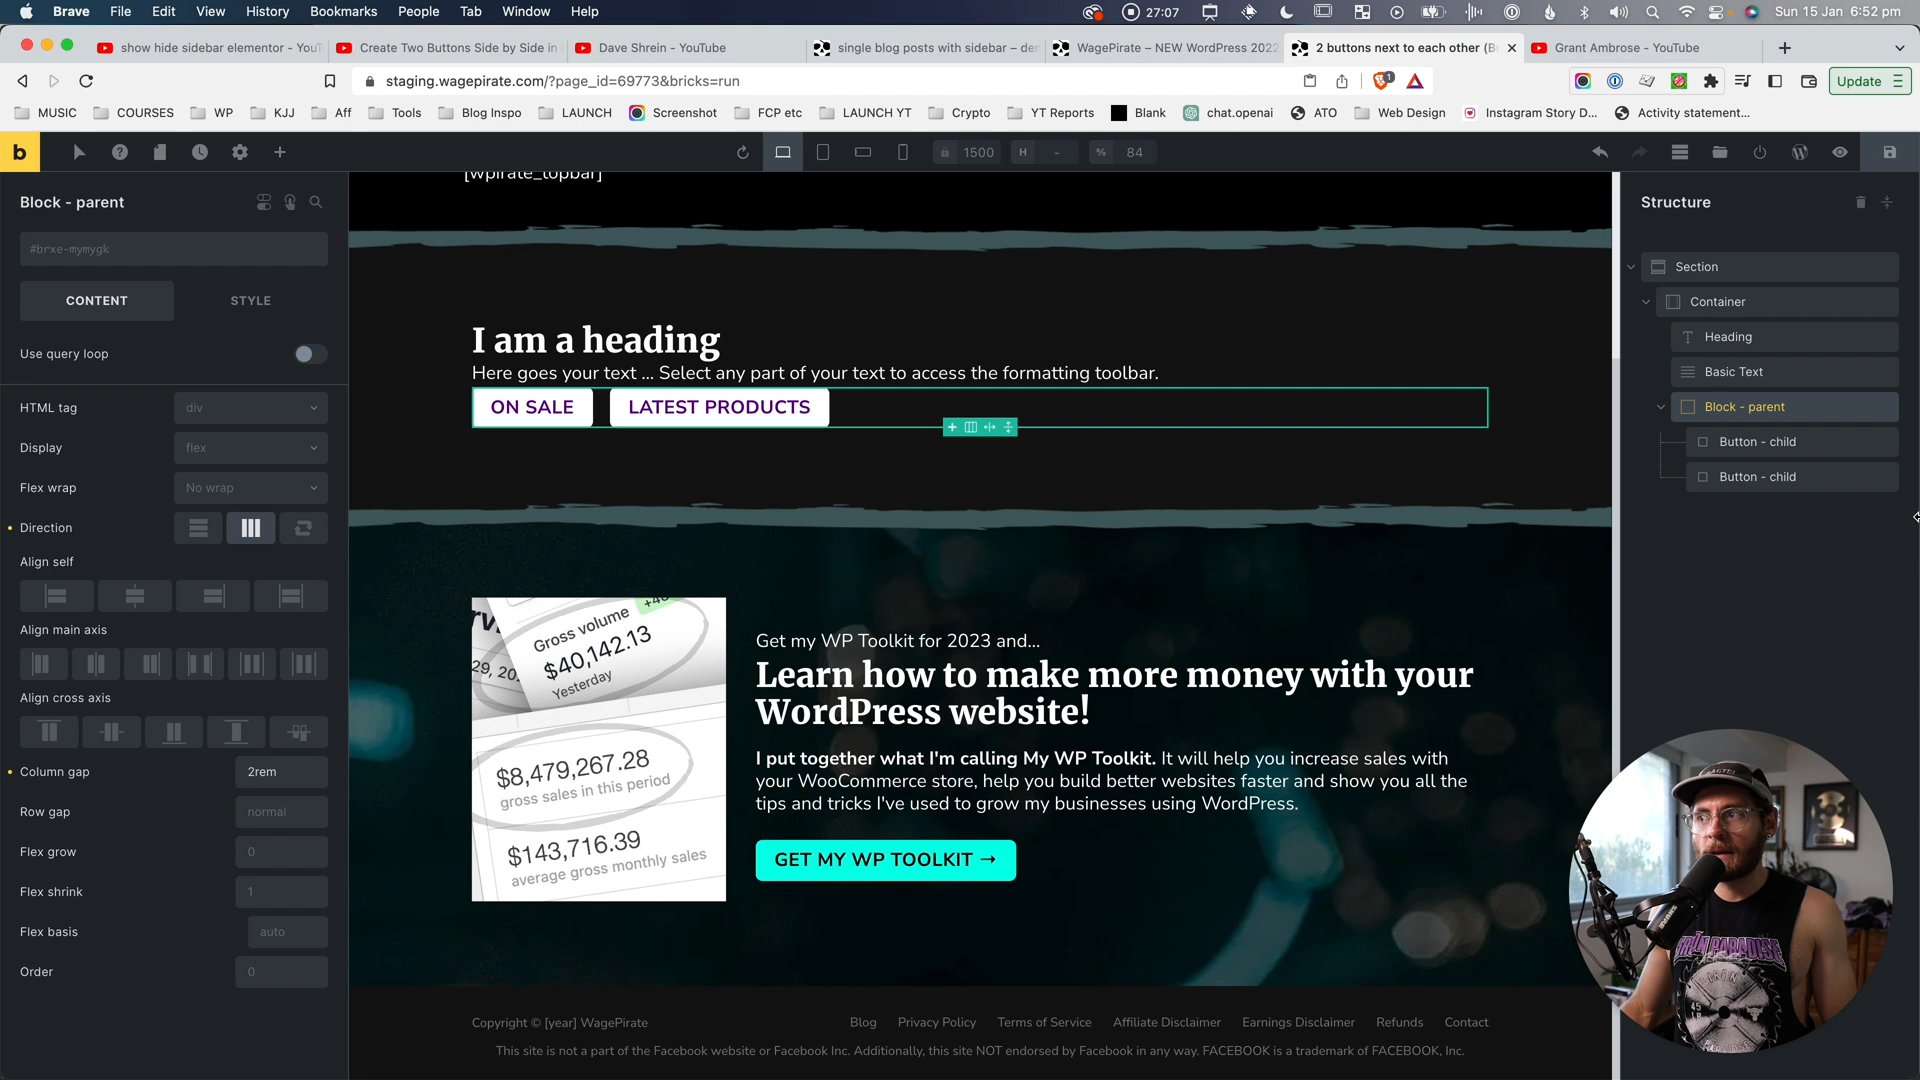 Brave File Edit View History Bookmarks People Tab Window Help 27:07 Sun 15 Jan 6:52 pm
show hide sidebar elementor - YouT Create Two Buttons Side by Side in Dave Shrein - YouTube single blog posts with sidebar – der WagePirate – NEW WordPress 2022 2 buttons next to each other (B Grant Ambrose - YouTube
staging.wagepirate.com/?page_id=69773&bricks=run 1 Update
MUSIC COURSES WP KJJ Aff Tools Blog Inspo LAUNCH Screenshot FCP etc LAUNCH YT Crypto YT Reports Blank chat.openai ATO Web Design Instagram Story D... Activity statement...
b 1500 H - % 84
[wpirate_topbar]
Block - parent
#brxe-mymygk
CONTENT STYLE
Use query loop
HTML tag div
Display flex
Flex wrap No wrap
Direction
Align self
Align main axis
Align cross axis
Column gap 2rem
Row gap normal
Flex grow 0
Flex shrink 1
Flex basis auto
Order 0
I am a heading
Here goes your text ... Select any part of your text to access the formatting toolbar.
ON SALE LATEST PRODUCTS
Gross volume
$40,142.13
Yesterday
29, 20
$8,479,267.28
gross sales in this period
$143,716.39
average gross monthly sales
Get my WP Toolkit for 2023 and...
Learn how to make more money with your
WordPress website!
I put together what I'm calling My WP Toolkit. It will help you increase sales with
your WooCommerce store, help you build better websites faster and show you all the
tips and tricks I've used to grow my businesses using WordPress.
GET MY WP TOOLKIT →
Copyright © [year] WagePirate Blog Privacy Policy Terms of Service Affiliate Disclaimer Earnings Disclaimer Refunds Contact
This site is not a part of the Facebook website or Facebook Inc. Additionally, this site NOT endorsed by Facebook in any way. FACEBOOK is a trademark of FACEBOOK, Inc.
Structure
Section
Container
Heading
Basic Text
Block - parent
Button - child
Button - child